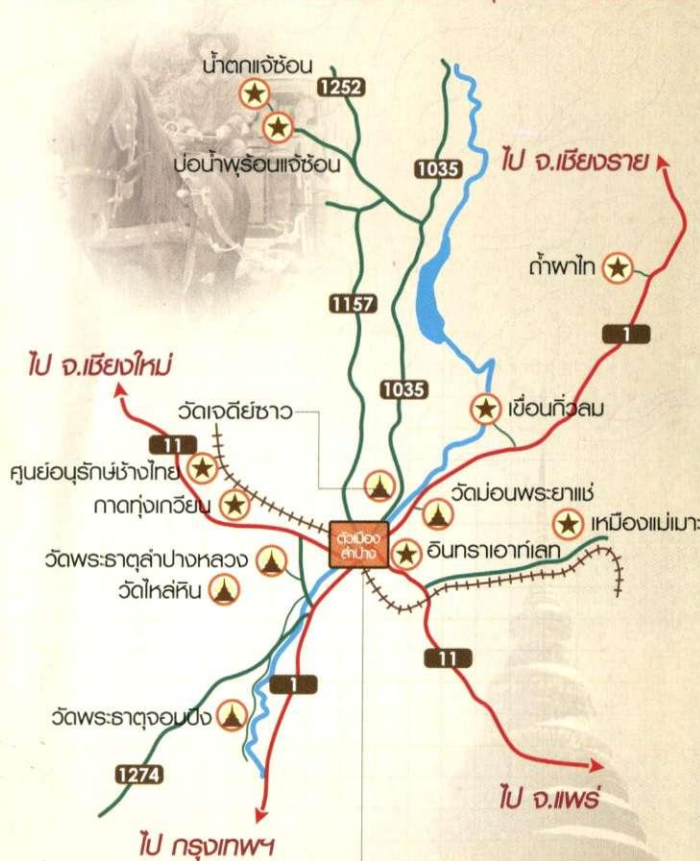 น้ำตกแจ้ซ้อน
1252
บ่อน้ำพุร้อนแจ้ซ้อน
1035
ไป จ.เชียงราย
ถ้ำผาไท
1157
1
ไป จ.เชียงใหม่
1035
วัดเจดีย์ซาว
เขื่อนกิ่วลม
11
ศูนย์อนุรักษ์ช้างไทย
กาดทุ่งเกวียน
วัดม่อนพระยาแช่
เหมืองแม่เมาะ
ตัวเมือง
ลำปาง
อินทราเอาท์เลท
วัดพระธาตุลำปางหลวง
วัดไหล่หิน
11
1
วัดพระธาตุจอมปิง
1274
ไป จ.แพร่
ไป กรุงเทพฯ